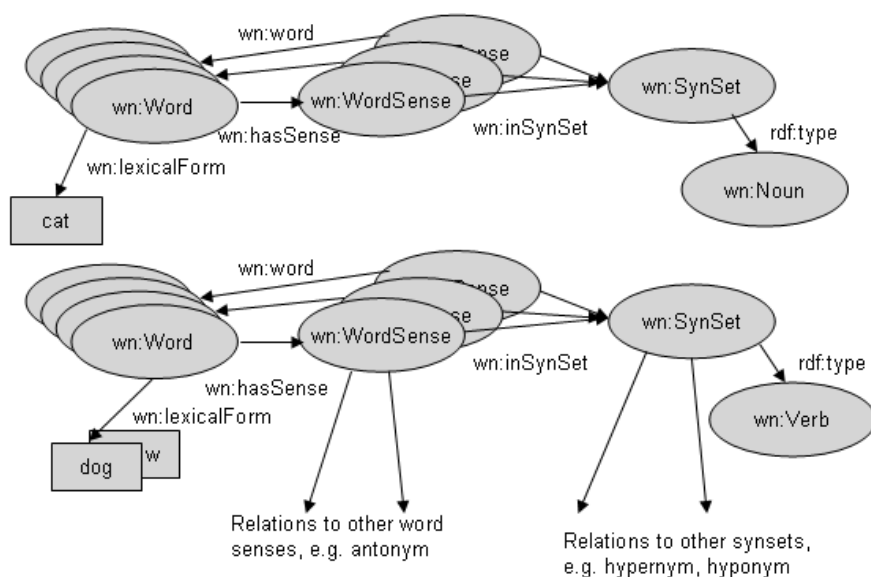 wn:word
wn:Word
wn:WordSense
wn:SynSet
wn:hasSense
wn:inSynSet
rdf:type
wn:lexicalForm
wn:Noun
cat
wn:word
wn:Word
wn:WordSense
wn:SynSet
wn:hasSense
wn:inSynSet
rdf:type
wn:lexicalForm
wn:Verb
dog
w
Relations to other word
senses, e.g. antonym
Relations to other synsets,
e.g. hypernym, hyponym